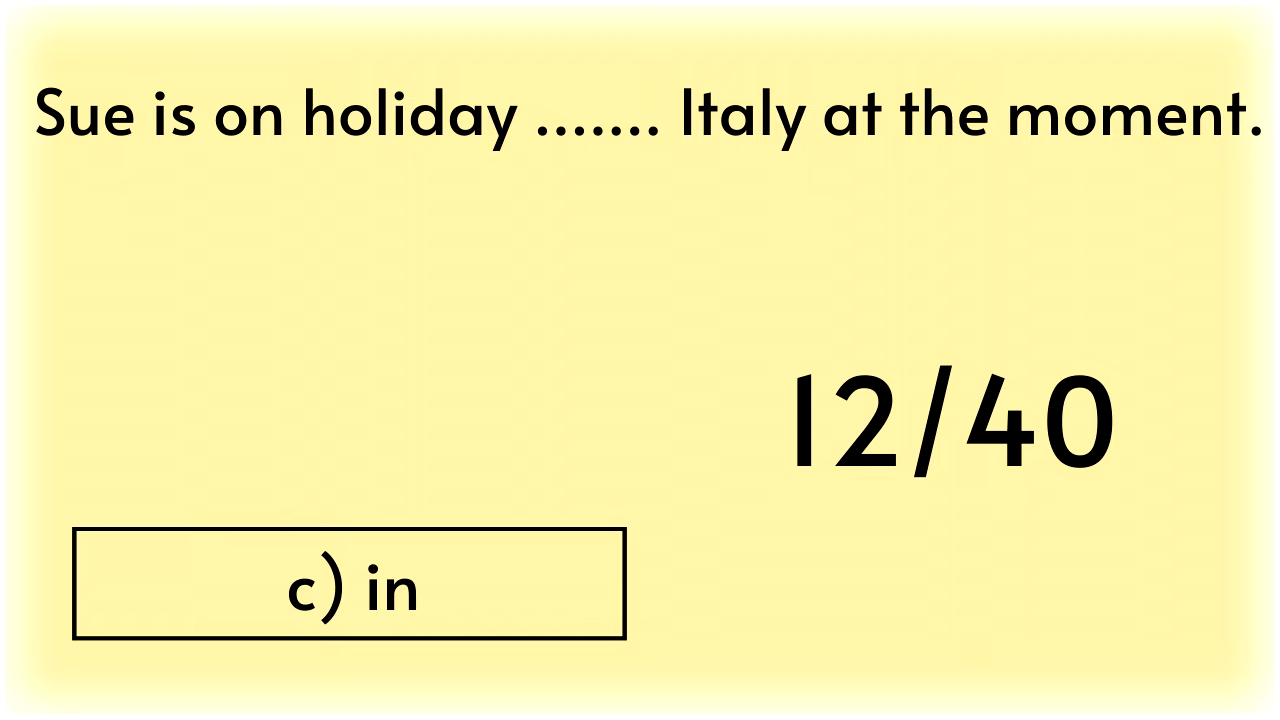 Sue is on holiday ....... Italy at the moment.
12/40
c) in